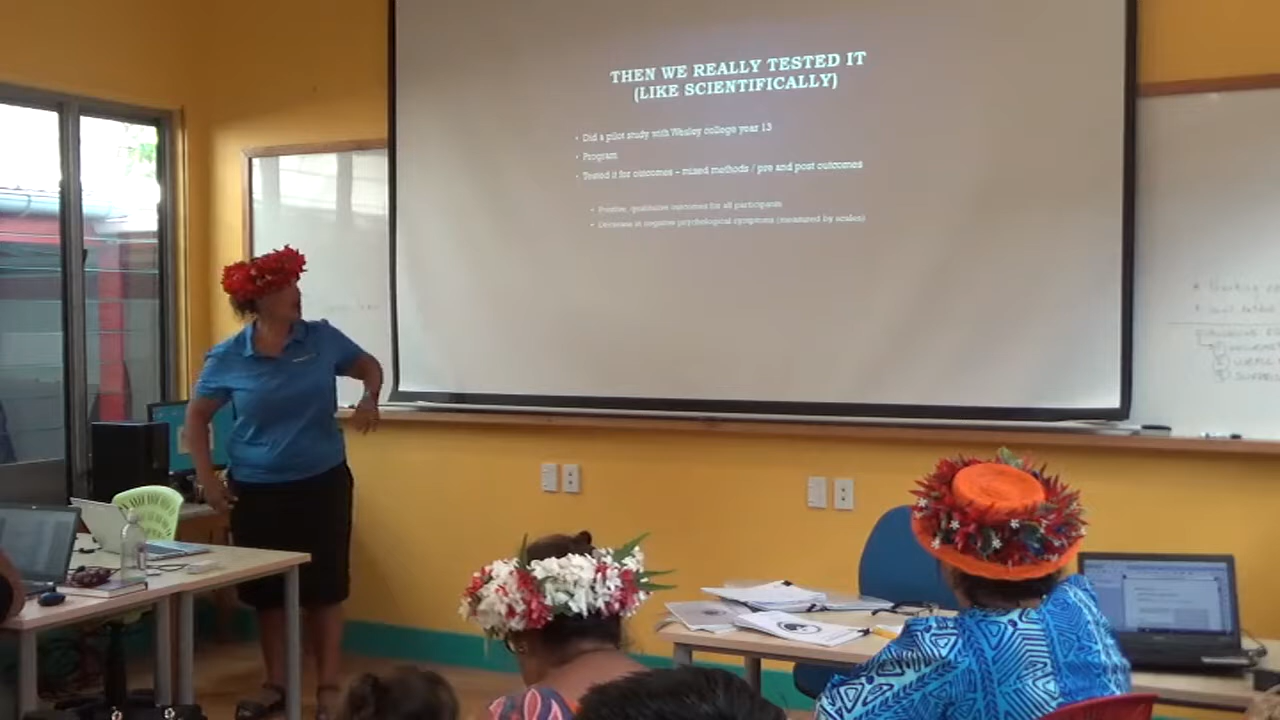 THEN WE REALLY TESTED IT
(LIKE SCIENTIFICALLY)
• Did a pilot study with Wesley college year 13
• Program
• Tested it for outcomes – mixed methods / pre and post outcomes
• Positive, qualitative outcomes for all participants
• Decrease in negative psychological symptoms (measured by scales)